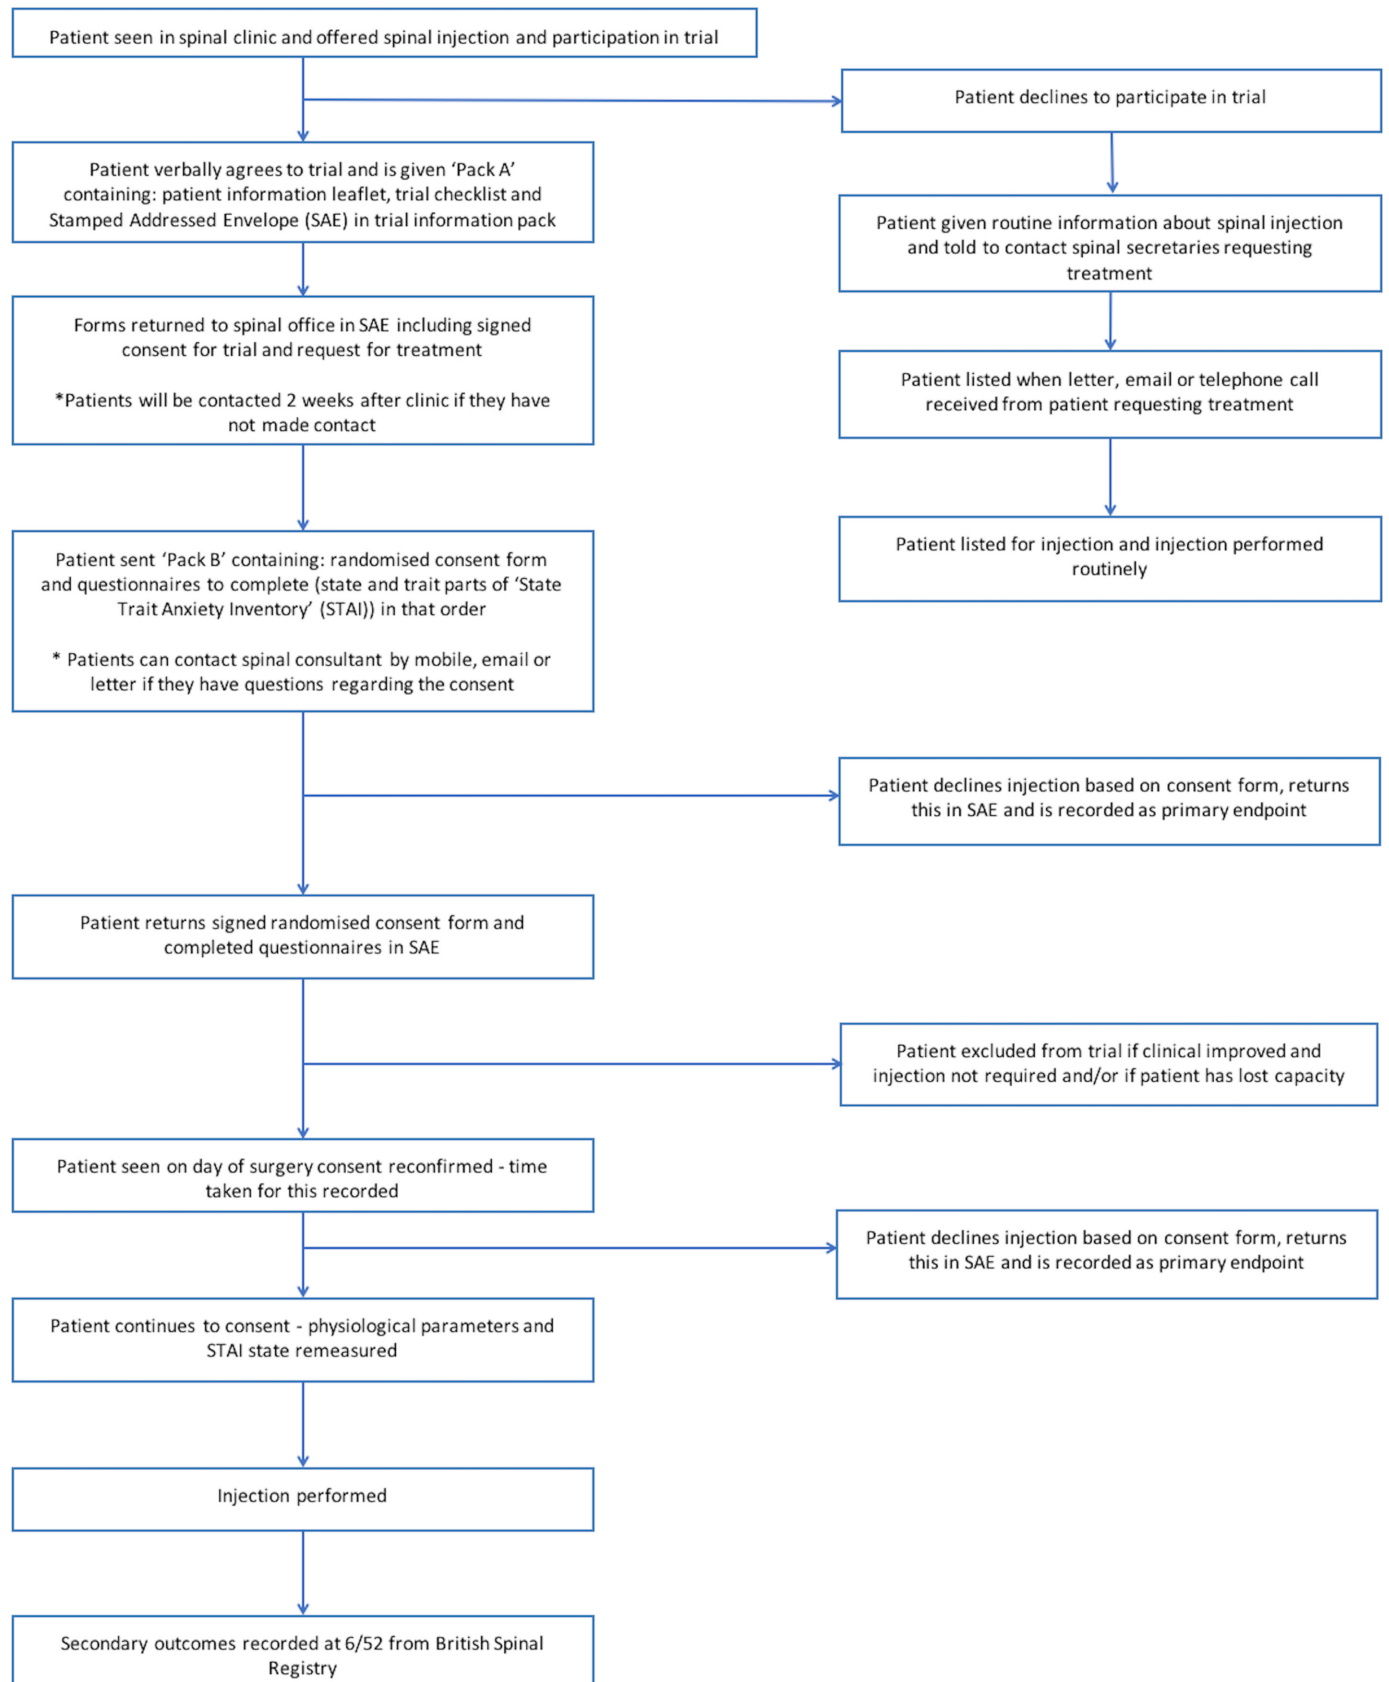 Patient seen in spinal clinic and offered spinal injection and participation in trial
Patient declines to participate in trial
Patient verbally agrees to trial and is given ‘Pack A’
containing: patient information leaflet, trial checklist and
Stamped Addressed Envelope (SAE) in trial information pack
Patient given routine information about spinal injection
and told to contact spinal secretaries requesting
treatment
Forms returned to spinal office in SAE including signed
consent for trial and request for treatment
*Patients will be contacted 2 weeks after clinic if they have
not made contact
Patient listed when letter, email or telephone call
received from patient requesting treatment
Patient listed for injection and injection performed
routinely
Patient sent ‘Pack B’ containing: randomised consent form
and questionnaires to complete (state and trait parts of ‘State
Trait Anxiety Inventory’ (STAI)) in that order
* Patients can contact spinal consultant by mobile, email or
letter if they have questions regarding the consent
Patient declines injection based on consent form, returns
this in SAE and is recorded as primary endpoint
Patient returns signed randomised consent form and
completed questionnaires in SAE
Patient excluded from trial if clinical improved and
injection not required and/or if patient has lost capacity
Patient seen on day of surgery consent reconfirmed - time
taken for this recorded
Patient declines injection based on consent form, returns
this in SAE and is recorded as primary endpoint
Patient continues to consent - physiological parameters and
STAI state remeasured
Injection performed
Secondary outcomes recorded at 6/52 from British Spinal
Registry